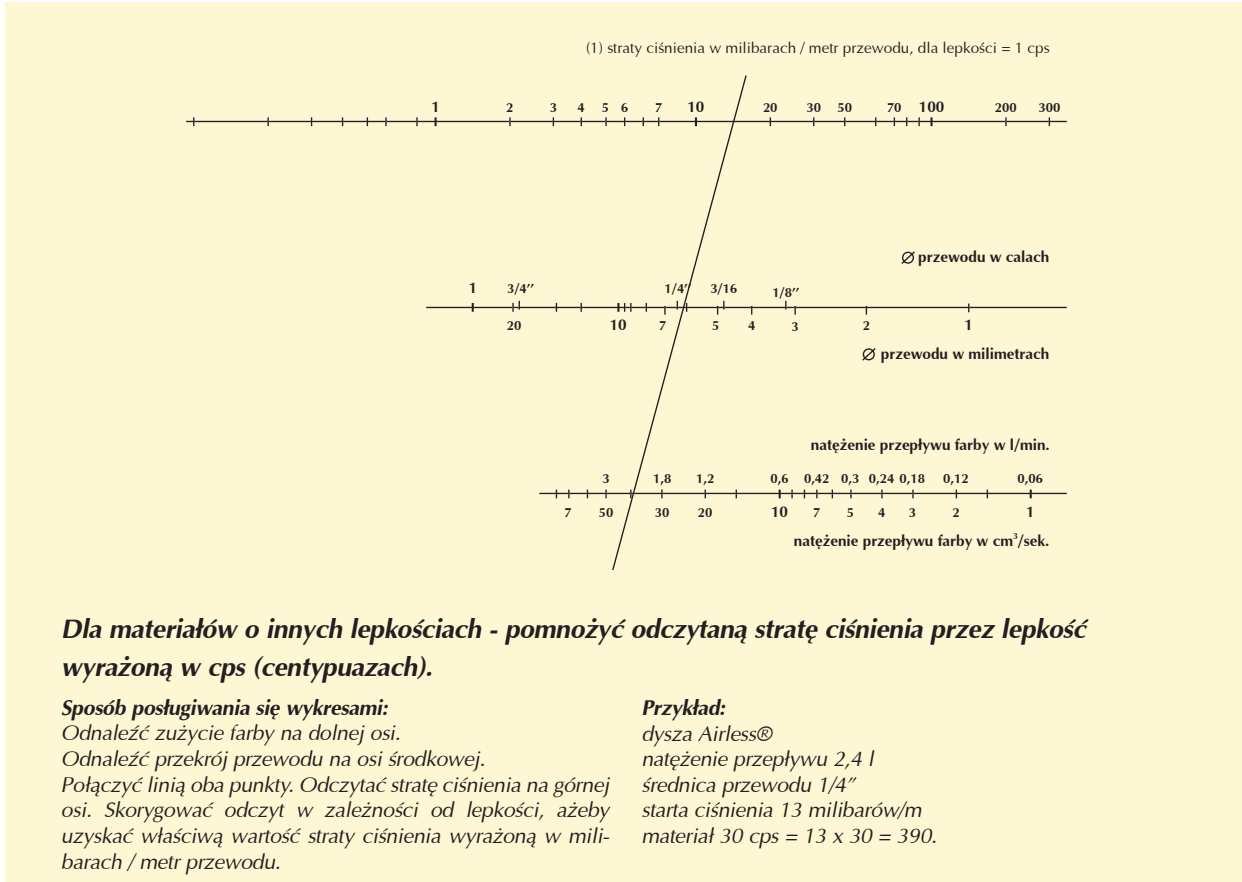 (1) straty ciśnienia w milibarach / metr przewodu, dla lepkości = 1 cps
1 2 3 4 5 6 7 10 20 30 50 70 100 200 300
Ø przewodu w calach
1 3/4″ 1/4″ 3/16 1/8″
20 10 7 5 4 3 2 1
Ø przewodu w milimetrach
natężenie przepływu farby w l/min.
3 1,8 1,2 0,6 0,42 0,3 0,24 0,18 0,12 0,06
7 50 30 20 10 7 5 4 3 2 1
natężenie przepływu farby w cm³/sek.
Dla materiałów o innych lepkościach - pomnożyć odczytaną stratę ciśnienia przez lepkość
wyrażoną w cps (centypuazach).
Sposób posługiwania się wykresami:
Odnaleźć zużycie farby na dolnej osi.
Odnaleźć przekrój przewodu na osi środkowej.
Połączyć linią oba punkty. Odczytać stratę ciśnienia na górnej
osi. Skorygować odczyt w zależności od lepkości, ażeby
uzyskać właściwą wartość straty ciśnienia wyrażoną w mili-
barach / metr przewodu.
Przykład:
dysza Airless®
natężenie przepływu 2,4 l
średnica przewodu 1/4″
starta ciśnienia 13 milibarów/m
materiał 30 cps = 13 x 30 = 390.